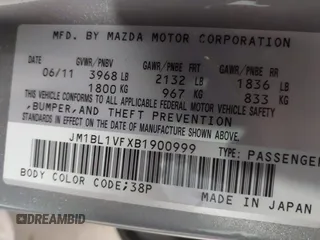 MFD. BY MAZDA MOTOR CORPORATION
GVWR/PNBV GAWR/PNBE FRT GAWR/PNBE RR
06/11 3968 LB 2132 LB 1836 LB
1800 KG 967 KG 833 KG
THIS VEHICLE CONFORMS TO ALL APPLICABLE FEDERAL MOTOR VEHICLE SAFETY
, BUMPER, AND THEFT PREVENTION
STANDARDS IN EFFECT ON THE DATE OF MANUFACTURE SHOWN ABOVE.
JM1BL1VFXB1900999 TYPE: PASSENGER
BODY COLOR CODE;38P MADE IN JAPAN
DREAMBID